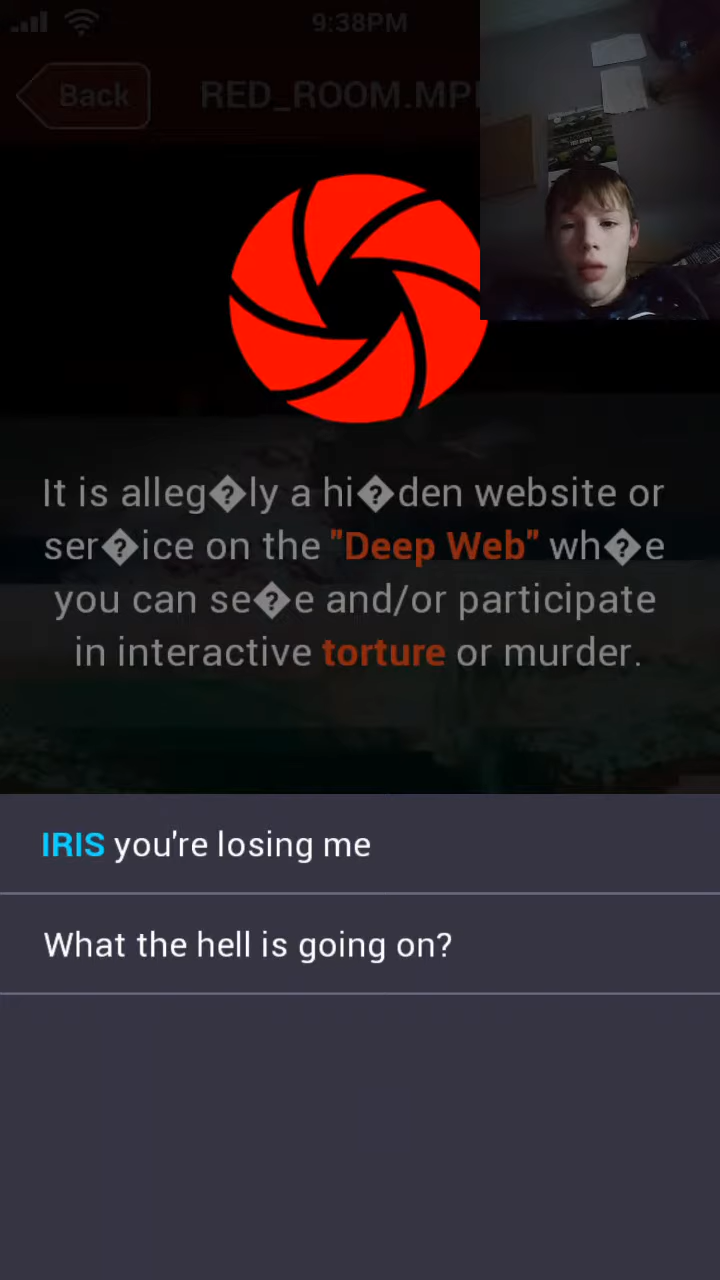 9:38PM
Back
RED_ROOM.MP
It is alleg�ly a hi�den website or
ser�ice on the "Deep Web" wh�e
you can se�e and/or participate
in interactive torture or murder.
IRIS you're losing me
What the hell is going on?